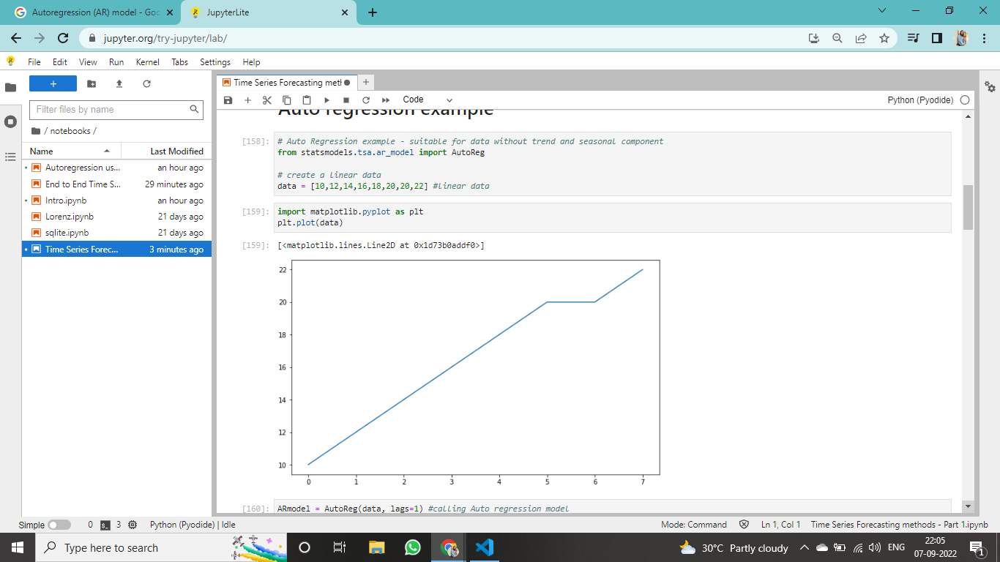 Autoregression (AR) model - Goo
JupyterLite
jupyter.org/try-jupyter/lab/
File Edit View Run Kernel Tabs Settings Help
Time Series Forecasting meth
Filter files by name
/ notebooks /
Name Last Modified
Autoregression us... an hour ago
End to End Time S... 29 minutes ago
Intro.ipynb an hour ago
Lorenz.ipynb 21 days ago
sqlite.ipynb 21 days ago
Time Series Forec... 3 minutes ago
Code
Python (Pyodide)
Auto regression example
[158]:
# Auto Regression example - suitable for data without trend and seasonal component
from statsmodels.tsa.ar_model import AutoReg
# create a linear data
data = [10,12,14,16,18,20,20,22] #linear data
[159]:
import matplotlib.pyplot as plt
plt.plot(data)
[159]:
[<matplotlib.lines.Line2D at 0x1d73b0addf0>]
22
20
18
16
14
12
10
0 1 2 3 4 5 6 7
[160]:
ARmodel = AutoReg(data, lags=1) #calling Auto regression model
Simple 0 3 Python (Pyodide) | Idle
Mode: Command Ln 1, Col 1 Time Series Forecasting methods - Part 1.ipynb
Type here to search
30°C Partly cloudy
ENG
22:05
07-09-2022
1